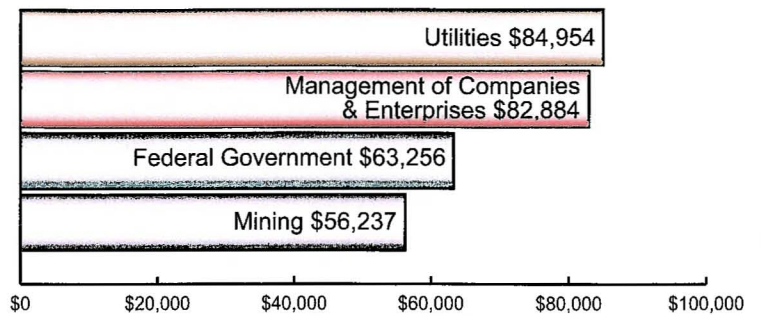 Utilities $84,954
Management of Companies
& Enterprises $82,884
Federal Government $63,256
Mining $56,237
$0 $20,000 $40,000 $60,000 $80,000 $100,000